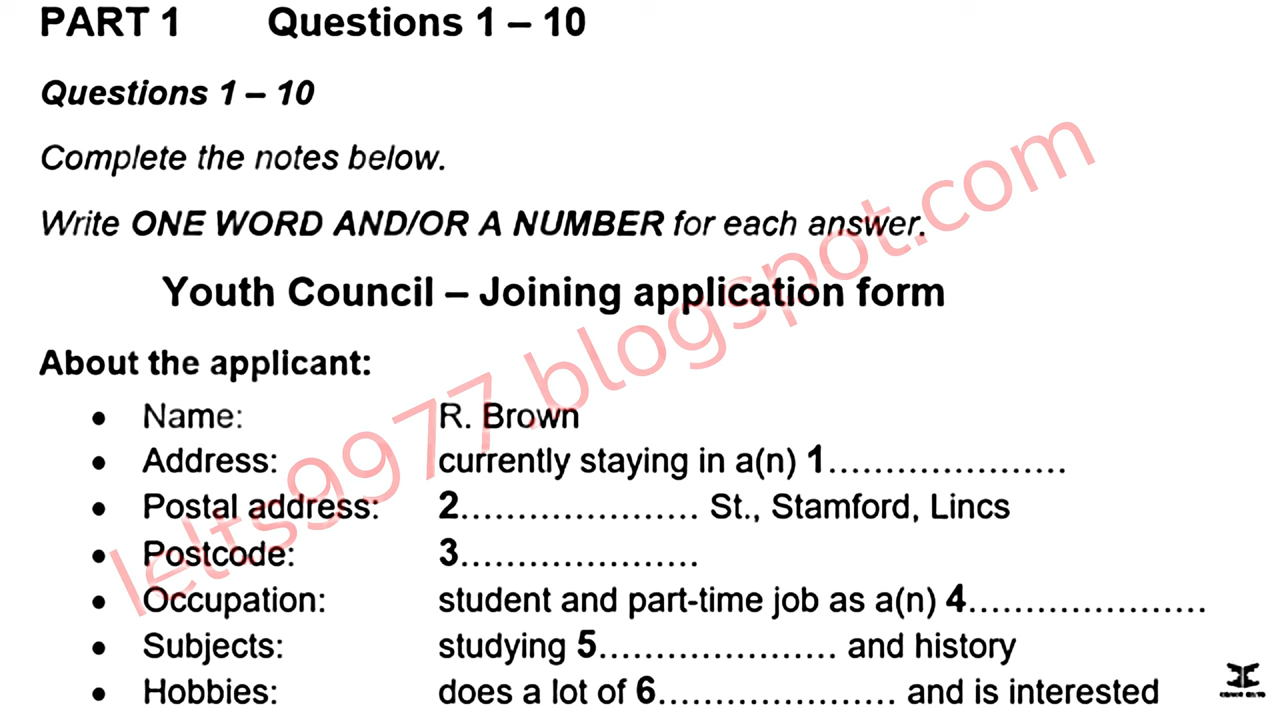 PART 1 Questions 1 – 10
Questions 1 – 10
Complete the notes below.
Write ONE WORD AND/OR A NUMBER for each answer.
Youth Council – Joining application form
About the applicant:
• Name: R. Brown
• Address: currently staying in a(n) 1.....................
• Postal address: 2..................... St., Stamford, Lincs
• Postcode: 3.....................
• Occupation: student and part-time job as a(n) 4.....................
• Subjects: studying 5..................... and history
• Hobbies: does a lot of 6..................... and is interested
Ielts9977.blogspot.com